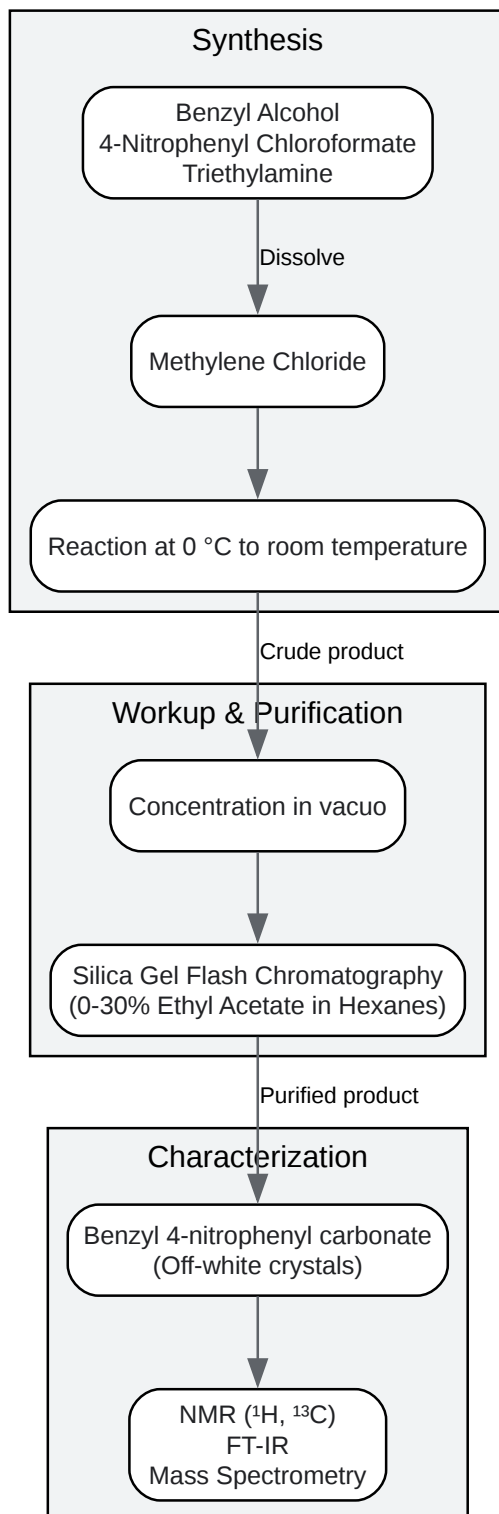 Synthesis
Benzyl Alcohol
4-Nitrophenyl Chloroformate
Triethylamine
Dissolve
Methylene Chloride
Reaction at 0 °C to room temperature
Crude product
Workup & Purification
Concentration in vacuo
Silica Gel Flash Chromatography
(0-30% Ethyl Acetate in Hexanes)
Purified product
Characterization
Benzyl 4-nitrophenyl carbonate
(Off-white crystals)
NMR (¹H, ¹³C)
FT-IR
Mass Spectrometry